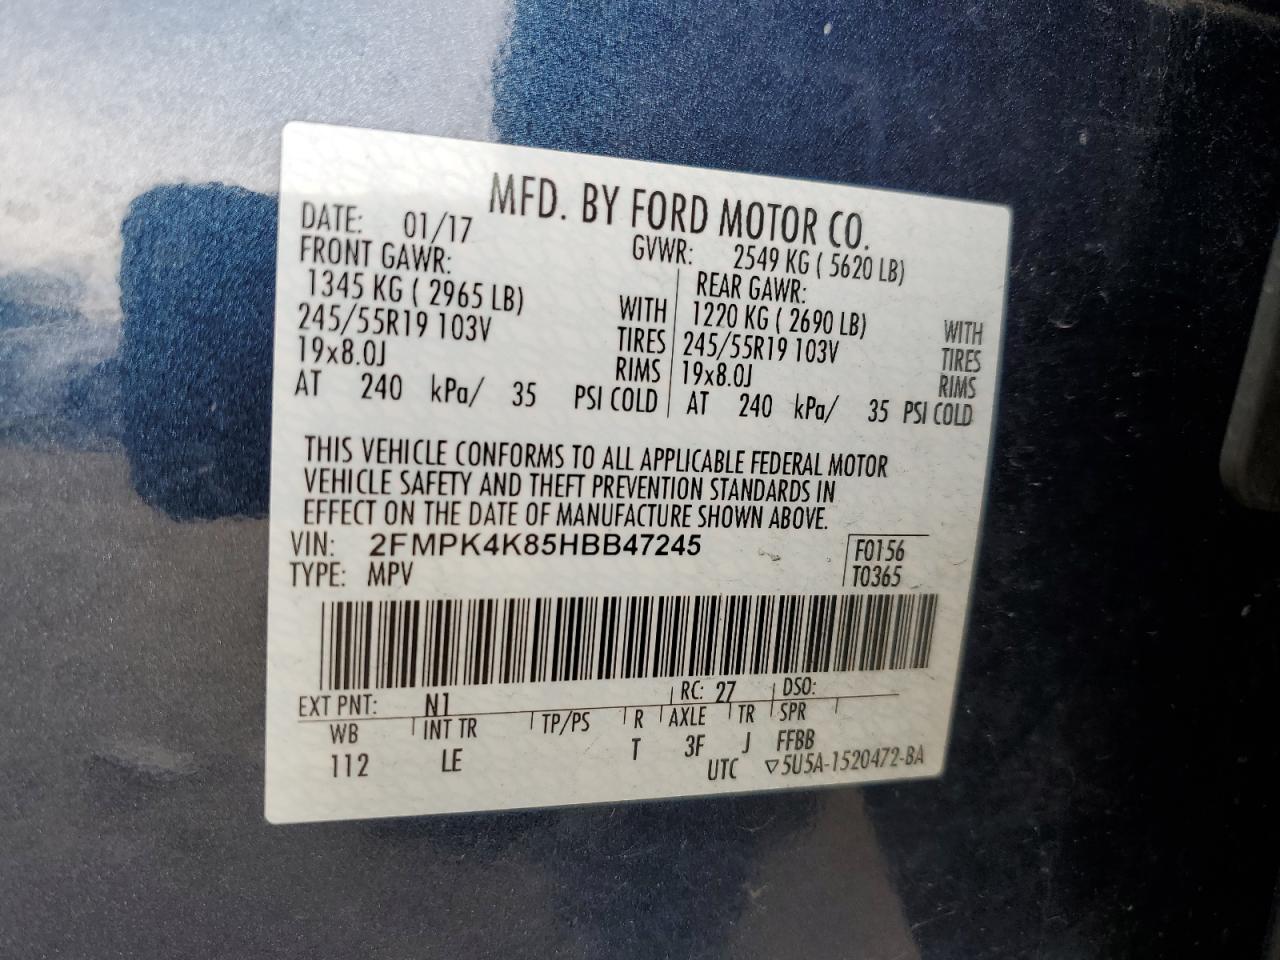 MFD. BY FORD MOTOR CO.
DATE: 01/17 GVWR: 2549 KG ( 5620 LB)
FRONT GAWR: REAR GAWR:
1345 KG ( 2965 LB) WITH 1220 KG ( 2690 LB) WITH
245/55R19 103V TIRES 245/55R19 103V TIRES
19x8.0J RIMS 19x8.0J RIMS
AT 240 kPa/ 35 PSI COLD AT 240 kPa/ 35 PSI COLD
THIS VEHICLE CONFORMS TO ALL APPLICABLE FEDERAL MOTOR
VEHICLE SAFETY AND THEFT PREVENTION STANDARDS IN
EFFECT ON THE DATE OF MANUFACTURE SHOWN ABOVE.
VIN: 2FMPK4K85HBB47245 F0156
TYPE: MPV T0365
EXT PNT: N1 RC: 27 DSO:
WB INT TR TP/PS R AXLE TR SPR
112 LE T 3F J FFBB
UTC ▽5U5A-1520472-BA